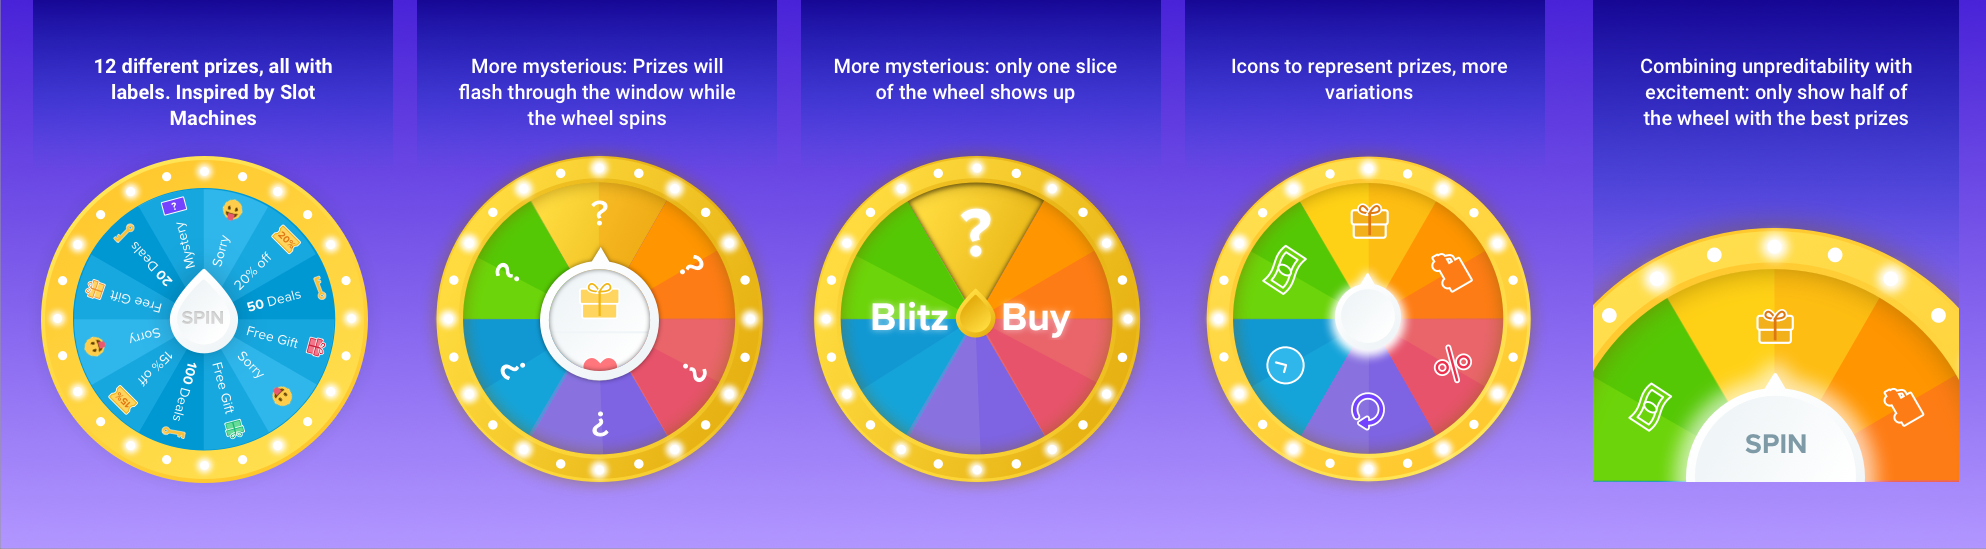 12 different prizes, all with
labels. Inspired by Slot
Machines
More mysterious: Prizes will
flash through the window while
the wheel spins
More mysterious: only one slice
of the wheel shows up
Icons to represent prizes, more
variations
Combining unpreditability with
excitement: only show half of
the wheel with the best prizes
?
Mystery
Sorry
20%
20% off
50 Deals
Free Gift
Sorry
Free Gift
100 Deals
15%
15% off
Sorry
Free Gift
20 Deals
SPIN
?
?
?
?
?
?
?
Blitz Buy
%
SPIN